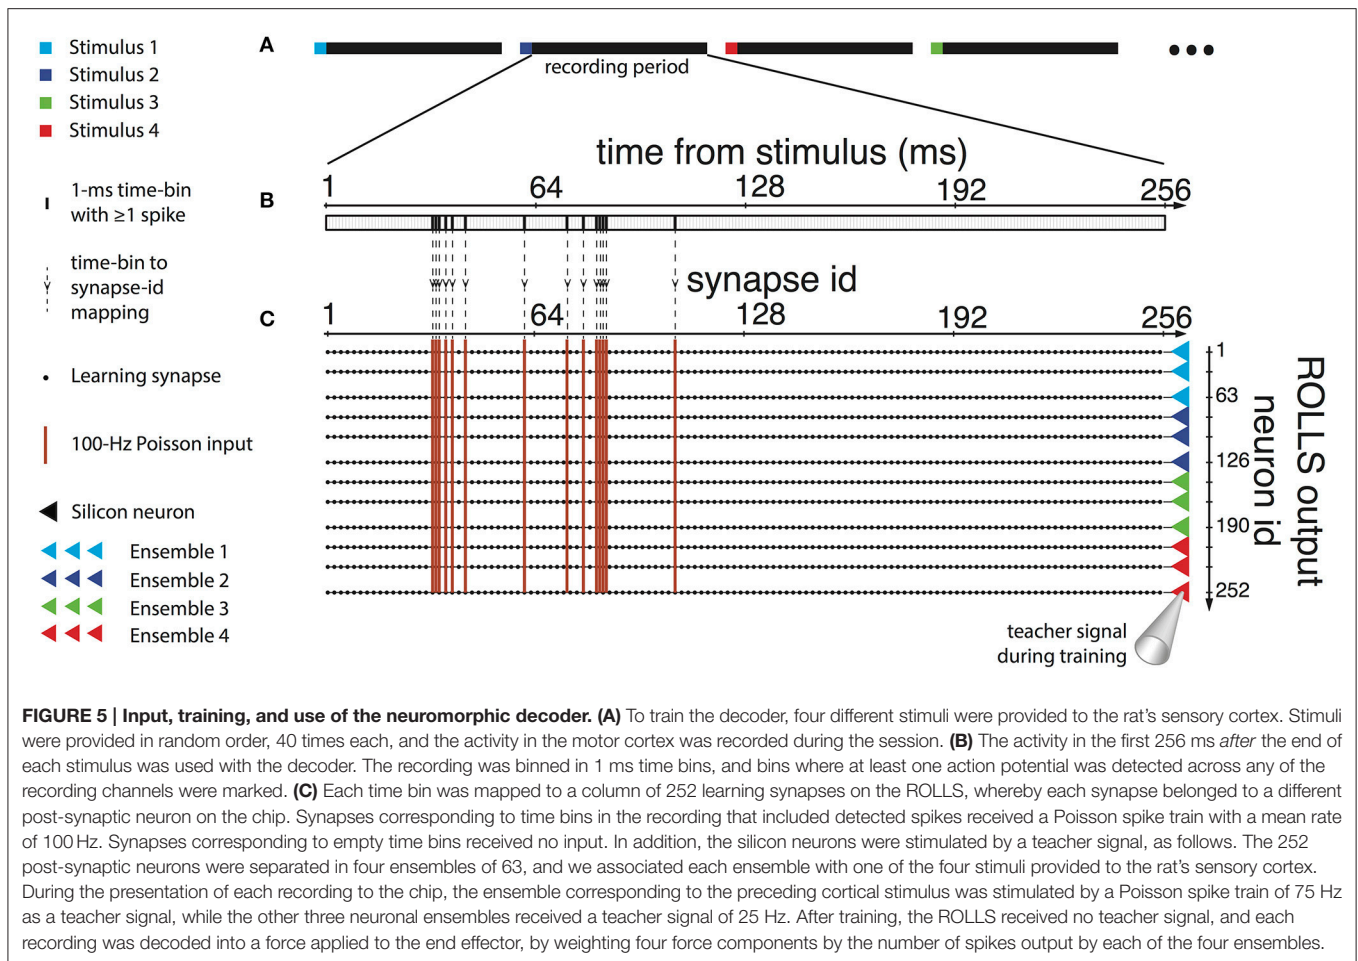 Stimulus 1
Stimulus 2
Stimulus 3
Stimulus 4
1-ms time-bin
with ≥1 spike
time-bin to
synapse-id
mapping
Learning synapse
100-Hz Poisson input
Silicon neuron
Ensemble 1
Ensemble 2
Ensemble 3
Ensemble 4
A
recording period
time from stimulus (ms)
B
1 64 128 192 256
synapse id
C
1 64 128 192 256
1
63
126
190
252
neuron id
ROLLS output
teacher signal
during training
FIGURE 5 | Input, training, and use of the neuromorphic decoder. (A) To train the decoder, four different stimuli were provided to the rat's sensory cortex. Stimuli
were provided in random order, 40 times each, and the activity in the motor cortex was recorded during the session. (B) The activity in the first 256 ms after the end of
each stimulus was used with the decoder. The recording was binned in 1 ms time bins, and bins where at least one action potential was detected across any of the
recording channels were marked. (C) Each time bin was mapped to a column of 252 learning synapses on the ROLLS, whereby each synapse belonged to a different
post-synaptic neuron on the chip. Synapses corresponding to time bins in the recording that included detected spikes received a Poisson spike train with a mean rate
of 100 Hz. Synapses corresponding to empty time bins received no input. In addition, the silicon neurons were stimulated by a teacher signal, as follows. The 252
post-synaptic neurons were separated in four ensembles of 63, and we associated each ensemble with one of the four stimuli provided to the rat's sensory cortex.
During the presentation of each recording to the chip, the ensemble corresponding to the preceding cortical stimulus was stimulated by a Poisson spike train of 75 Hz
as a teacher signal, while the other three neuronal ensembles received a teacher signal of 25 Hz. After training, the ROLLS received no teacher signal, and each
recording was decoded into a force applied to the end effector, by weighting four force components by the number of spikes output by each of the four ensembles.